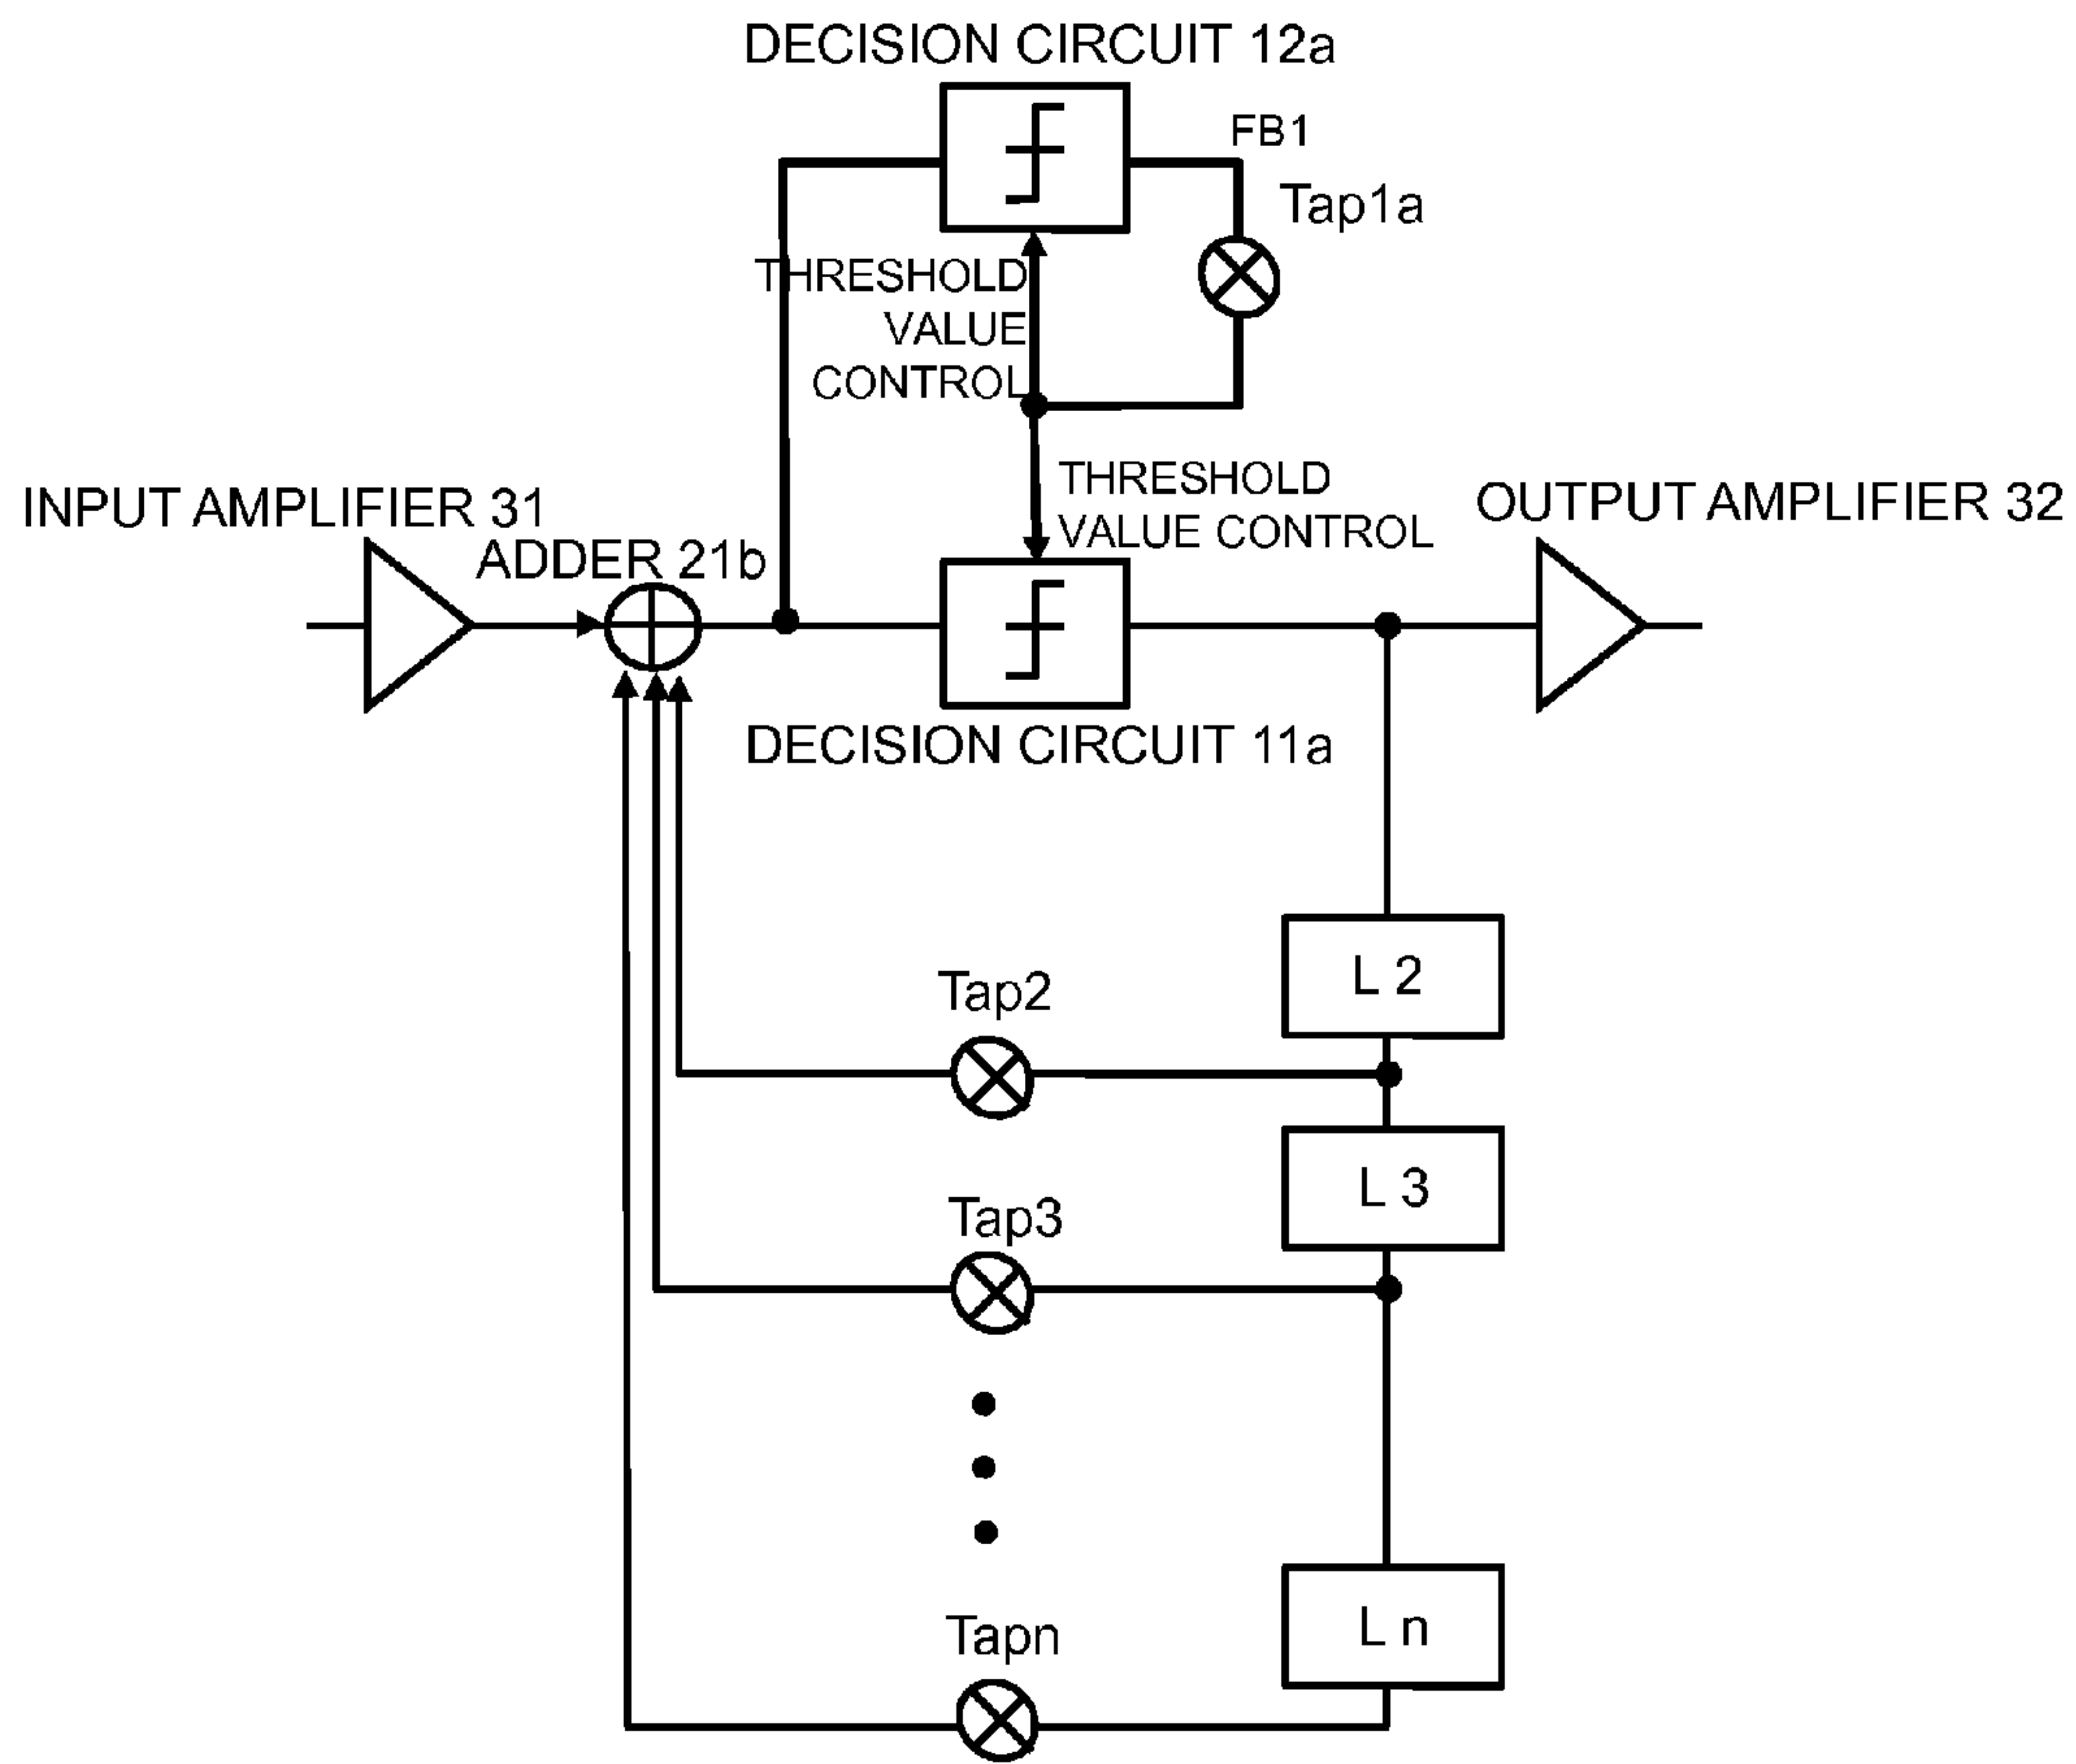 DECISION CIRCUIT 12a
FB1
Tap1a
THRESHOLD
VALUE
CONTROL
THRESHOLD
VALUE CONTROL
INPUT AMPLIFIER 31
ADDER 21b
OUTPUT AMPLIFIER 32
DECISION CIRCUIT 11a
L 2
Tap2
L 3
Tap3
L n
Tapn